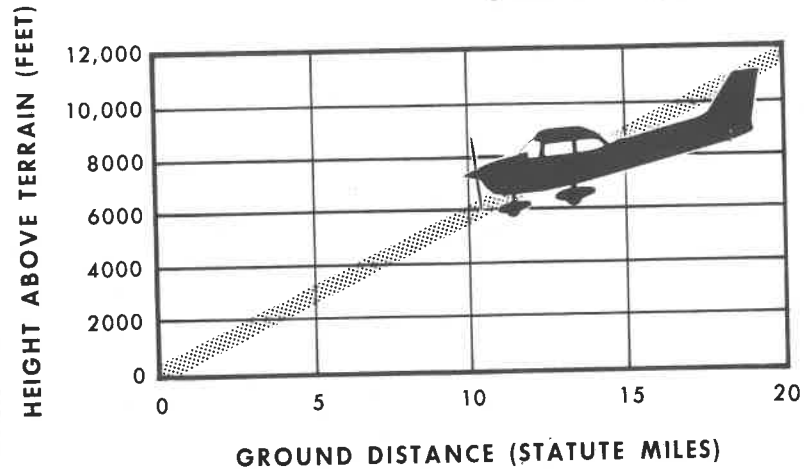 HEIGHT ABOVE TERRAIN (FEET)
12,000
10,000
8000
6000
4000
2000
0
0 5 10 15 20
GROUND DISTANCE (STATUTE MILES)